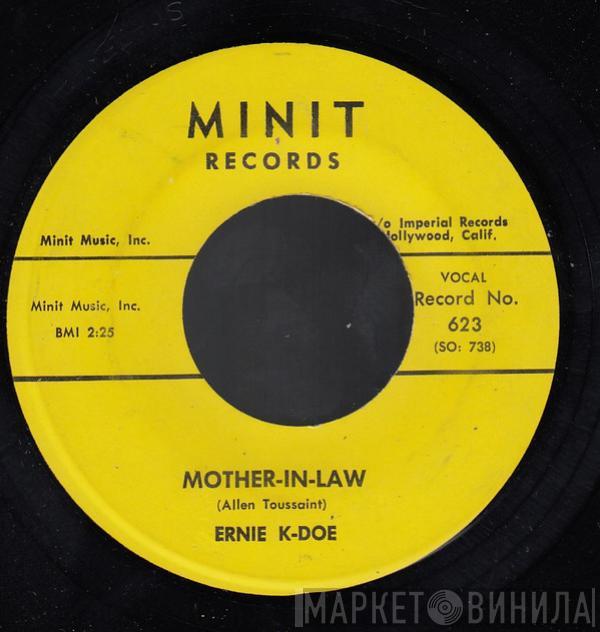 MINIT
RECORDS
Minit Music, Inc.
/o Imperial Records
ollywood, Calif.
Minit Music, Inc.
BMI 2:25
VOCAL
Record No.
623
(SO: 738)
MOTHER-IN-LAW
(Allen Toussaint)
ERNIE K-DOE
МАРКЕТ ВИНИЛА